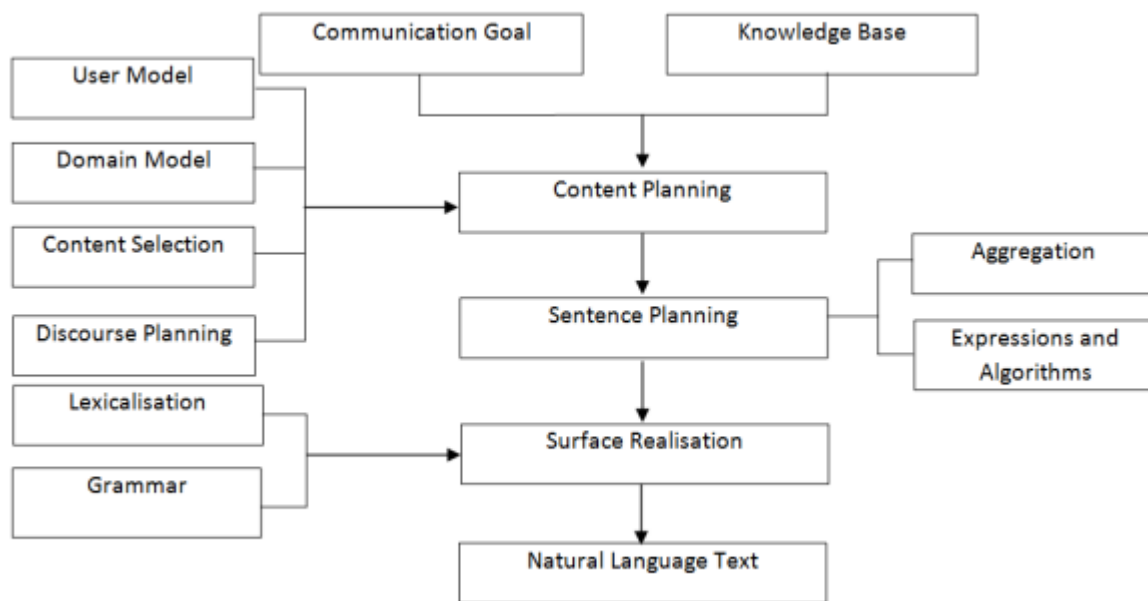 Communication Goal
Knowledge Base
User Model
Domain Model
Content Planning
Content Selection
Aggregation
Sentence Planning
Discourse Planning
Expressions and
Algorithms
Lexicalisation
Surface Realisation
Grammar
Natural Language Text